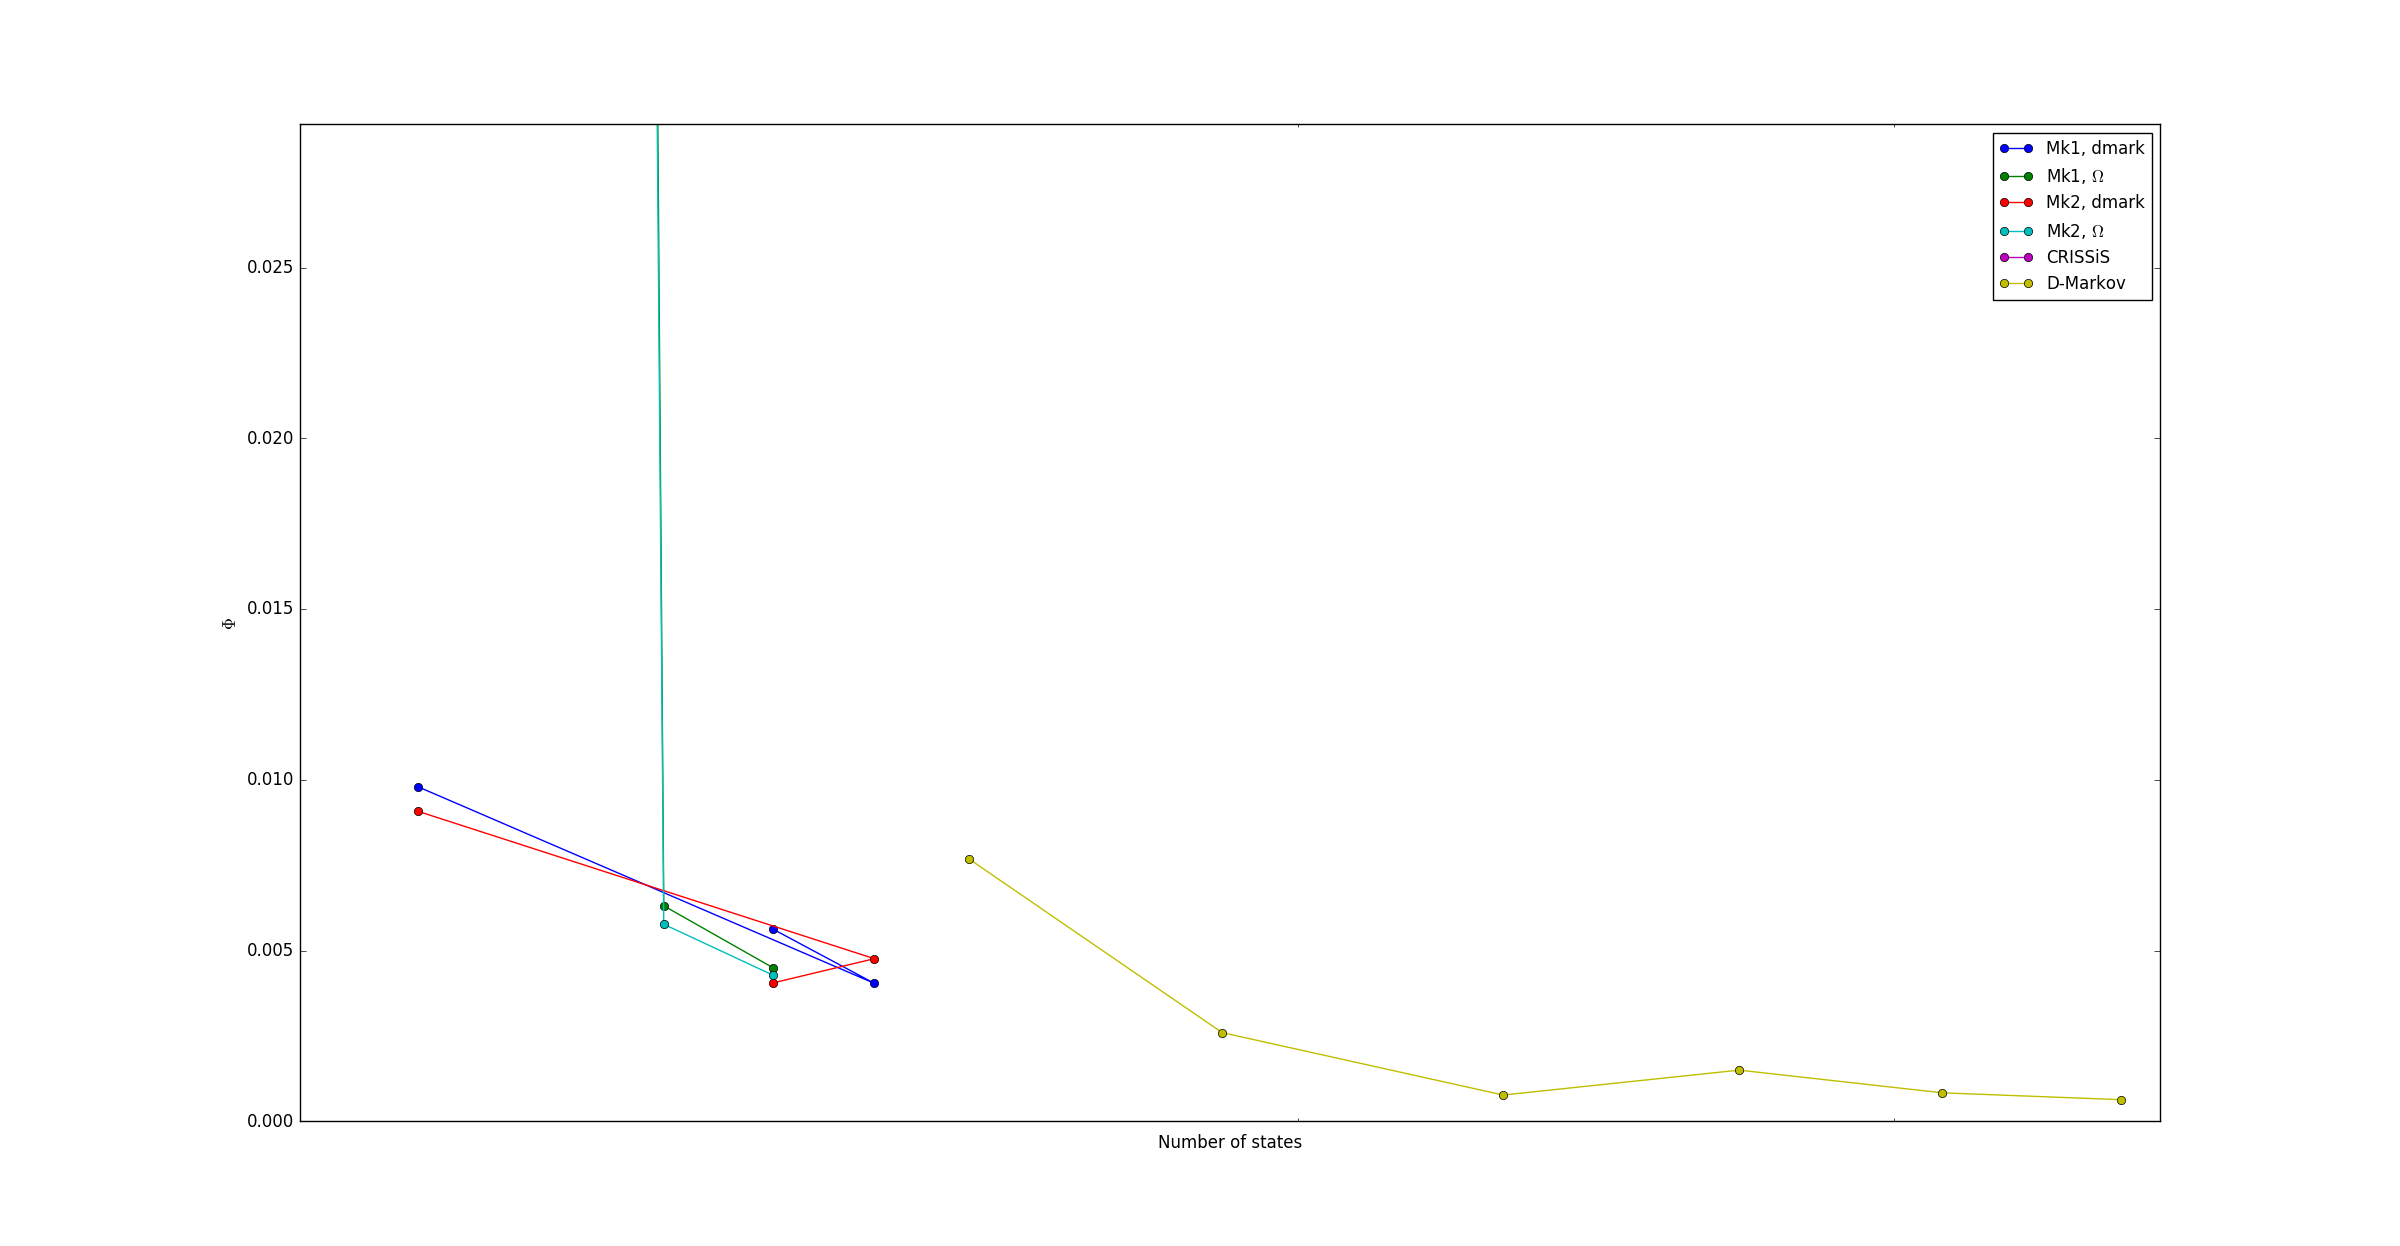 Mk1, dmark
Mk1, Ω
Mk2, dmark
Mk2, Ω
CRISSiS
D-Markov
0.025
0.020
0.015
0.010
0.005
0.000
Φ
Number of states